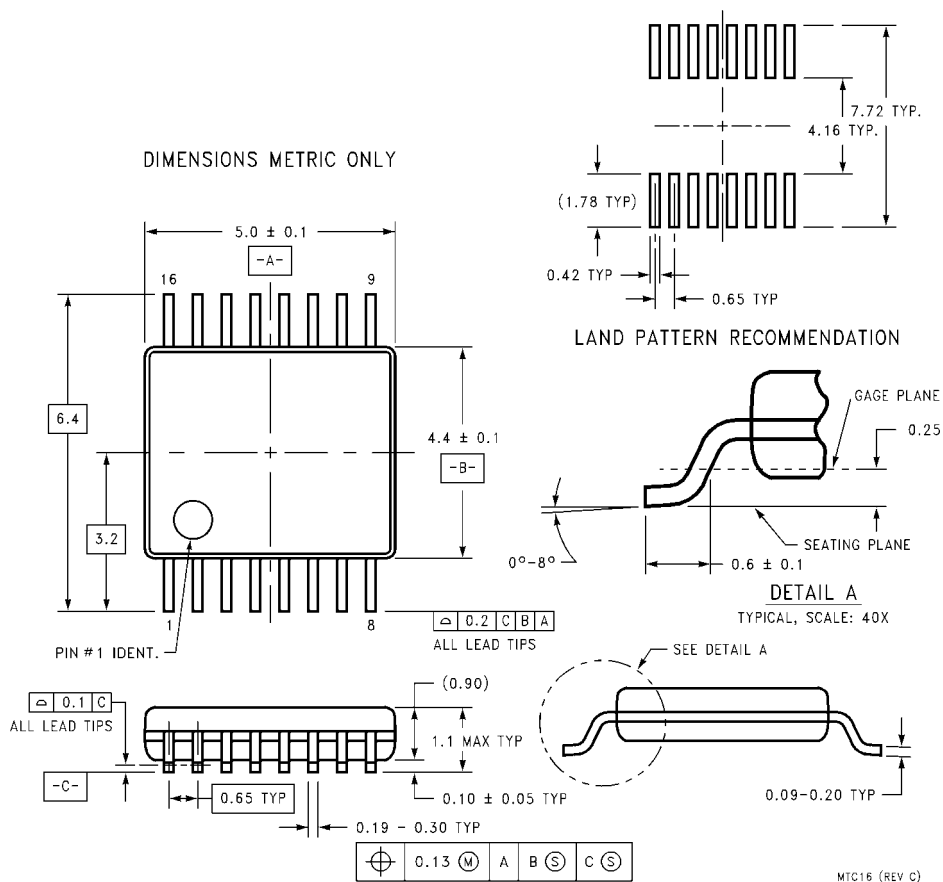 7.72 TYP.
4.16 TYP.
DIMENSIONS METRIC ONLY
(1.78 TYP)
5.0 ± 0.1
-A-
0.42 TYP
0.65 TYP
16
9
LAND PATTERN RECOMMENDATION
GAGE PLANE
0.25
6.4
4.4 ± 0.1
-B-
3.2
SEATING PLANE
0°-8°
0.6 ± 0.1
DETAIL A
TYPICAL, SCALE: 40X
1
8
⌓ 0.2 C B A
ALL LEAD TIPS
PIN #1 IDENT.
SEE DETAIL A
(0.90)
⌓ 0.1 C
ALL LEAD TIPS
1.1 MAX TYP
-C-
0.65 TYP
0.10 ± 0.05 TYP
0.09-0.20 TYP
0.19 - 0.30 TYP
⌖ 0.13 Ⓜ A B Ⓢ C Ⓢ
MTC16 (REV C)